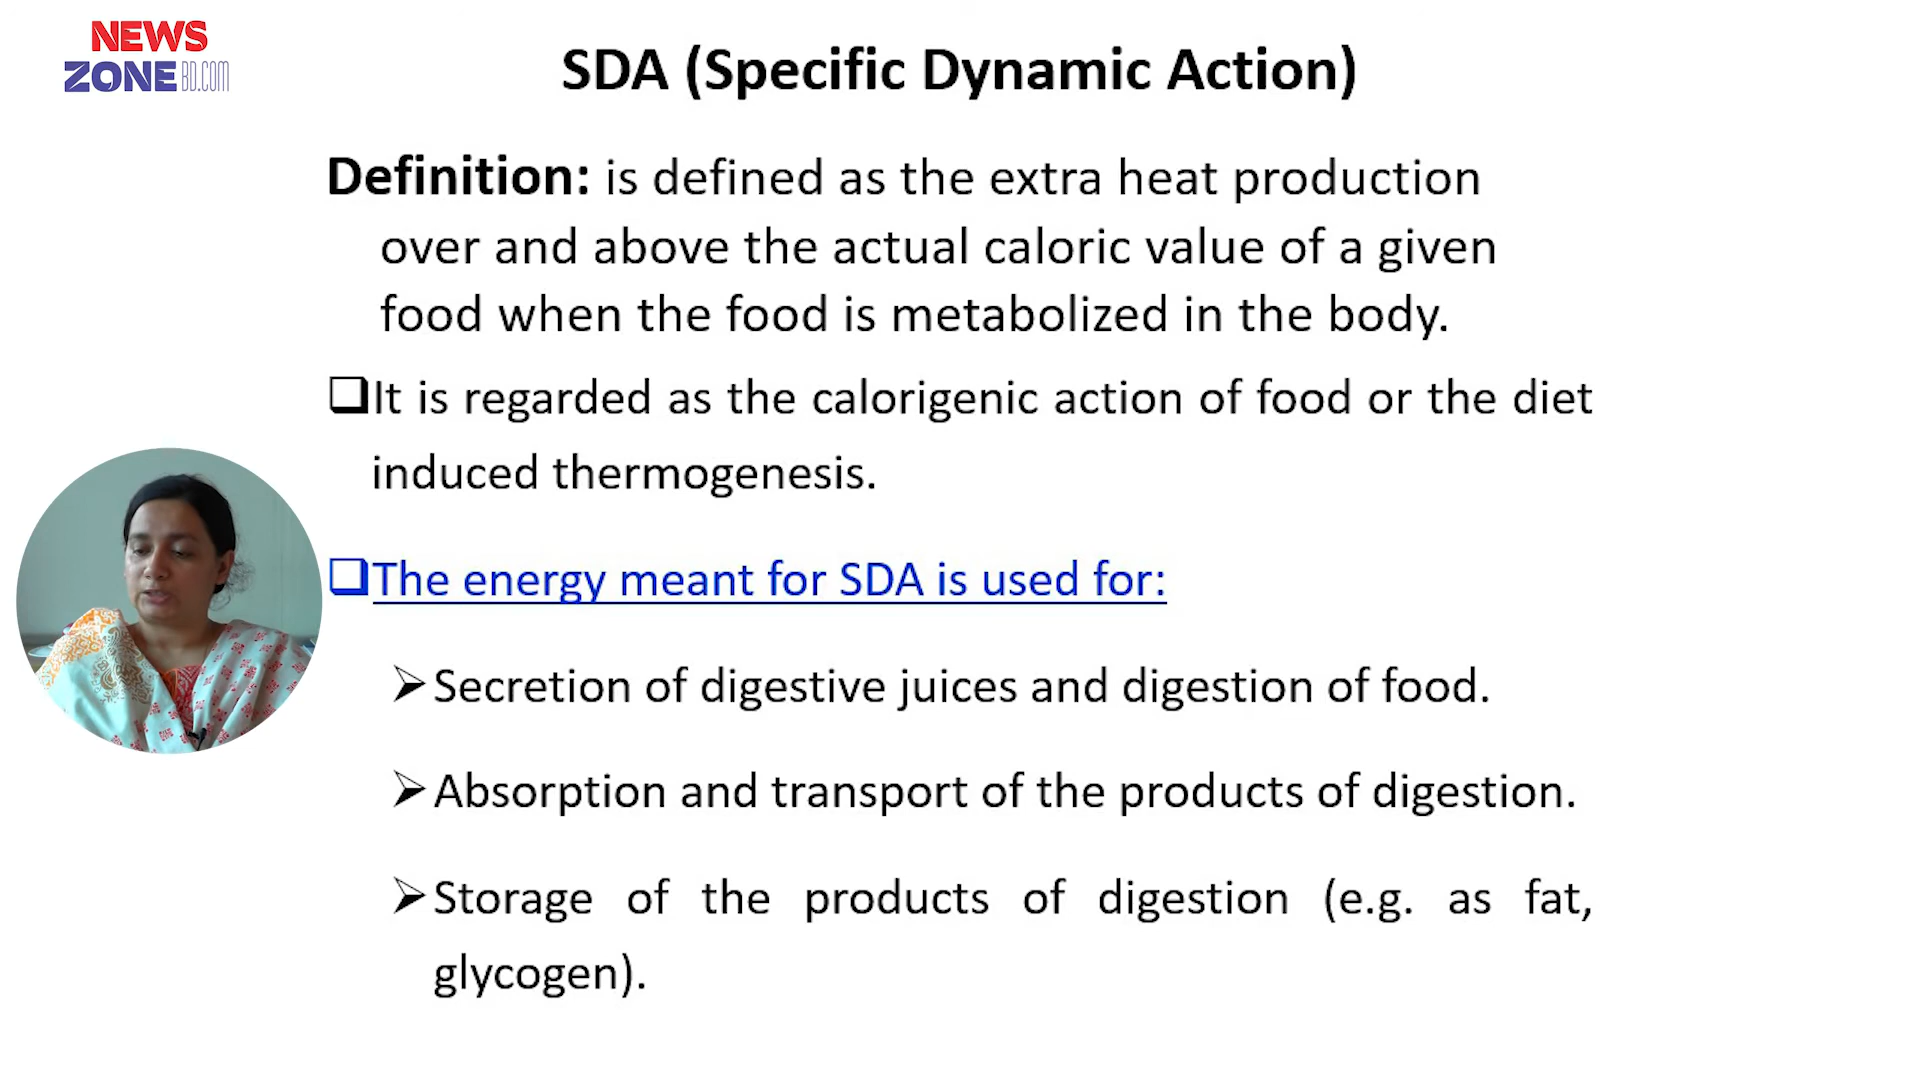 NEWS
ZONE BD.COM
SDA (Specific Dynamic Action)
Definition: is defined as the extra heat production
over and above the actual caloric value of a given
food when the food is metabolized in the body.
It is regarded as the calorigenic action of food or the diet
induced thermogenesis.
The energy meant for SDA is used for:
Secretion of digestive juices and digestion of food.
Absorption and transport of the products of digestion.
Storage of the products of digestion (e.g. as fat,
glycogen).